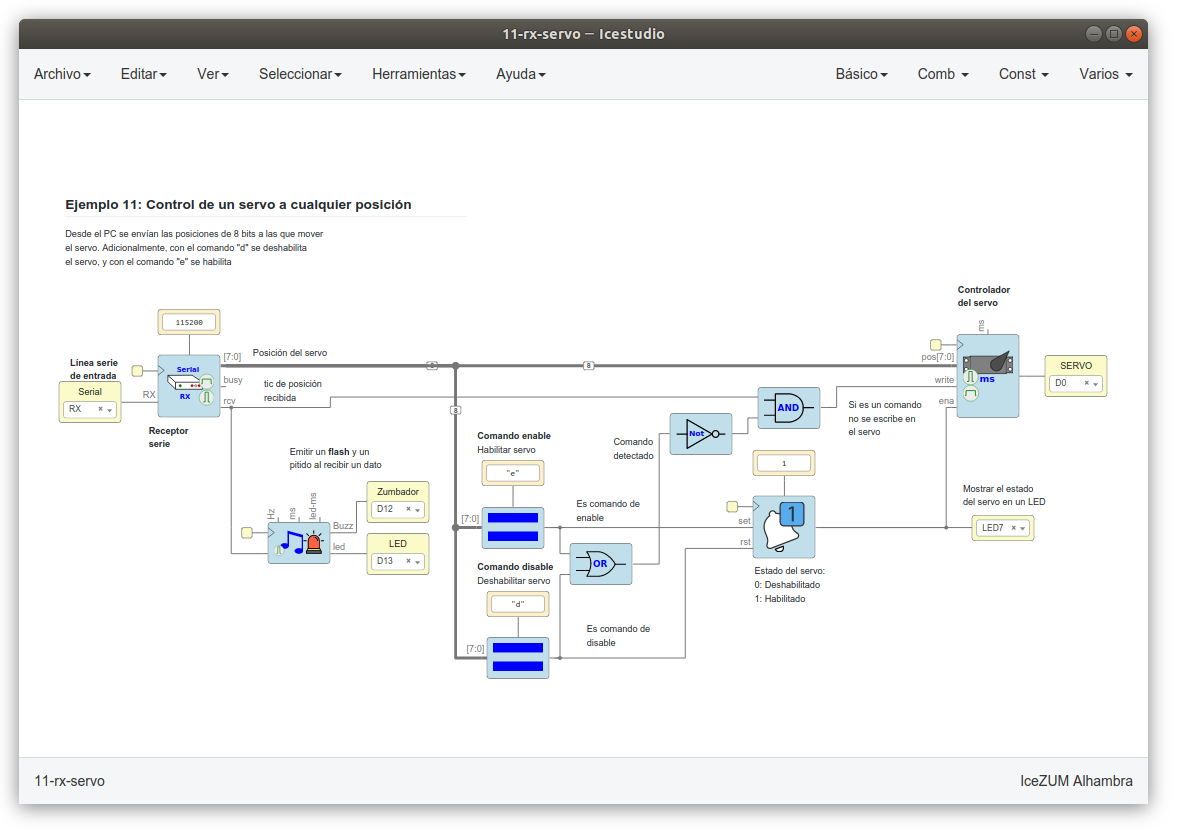 11-rx-servo — Icestudio
Archivo Editar Ver Seleccionar Herramientas Ayuda Básico Comb Const Varios
Ejemplo 11: Control de un servo a cualquier posición
Desde el PC se envían las posiciones de 8 bits a las que mover
el servo. Adicionalmente, con el comando "d" se deshabilita
el servo, y con el comando "e" se habilita
Controlador
del servo
ms
115200
Línea serie
de entrada
Serial
RX
RX
Serial
RX
[7:0]
busy
rcv
Receptor
serie
Posición del servo
tic de posición
recibida
8
8
8
pos[7:0]
write
ena
ms
SERVO
D0
AND
Si es un comando
no se escribe en
el servo
Not
Comando
detectado
Emitir un flash y un
pitido al recibir un dato
Hz
ms
led-ms
Buzz
led
Zumbador
D12
LED
D13
Comando enable
Habilitar servo
"e"
[7:0]
Es comando de
enable
OR
Comando disable
Deshabilitar servo
"d"
[7:0]
Es comando de
disable
1
set
rst
1
Estado del servo:
0: Deshabilitado
1: Habilitado
Mostrar el estado
del servo en un LED
LED7
11-rx-servo
IceZUM Alhambra